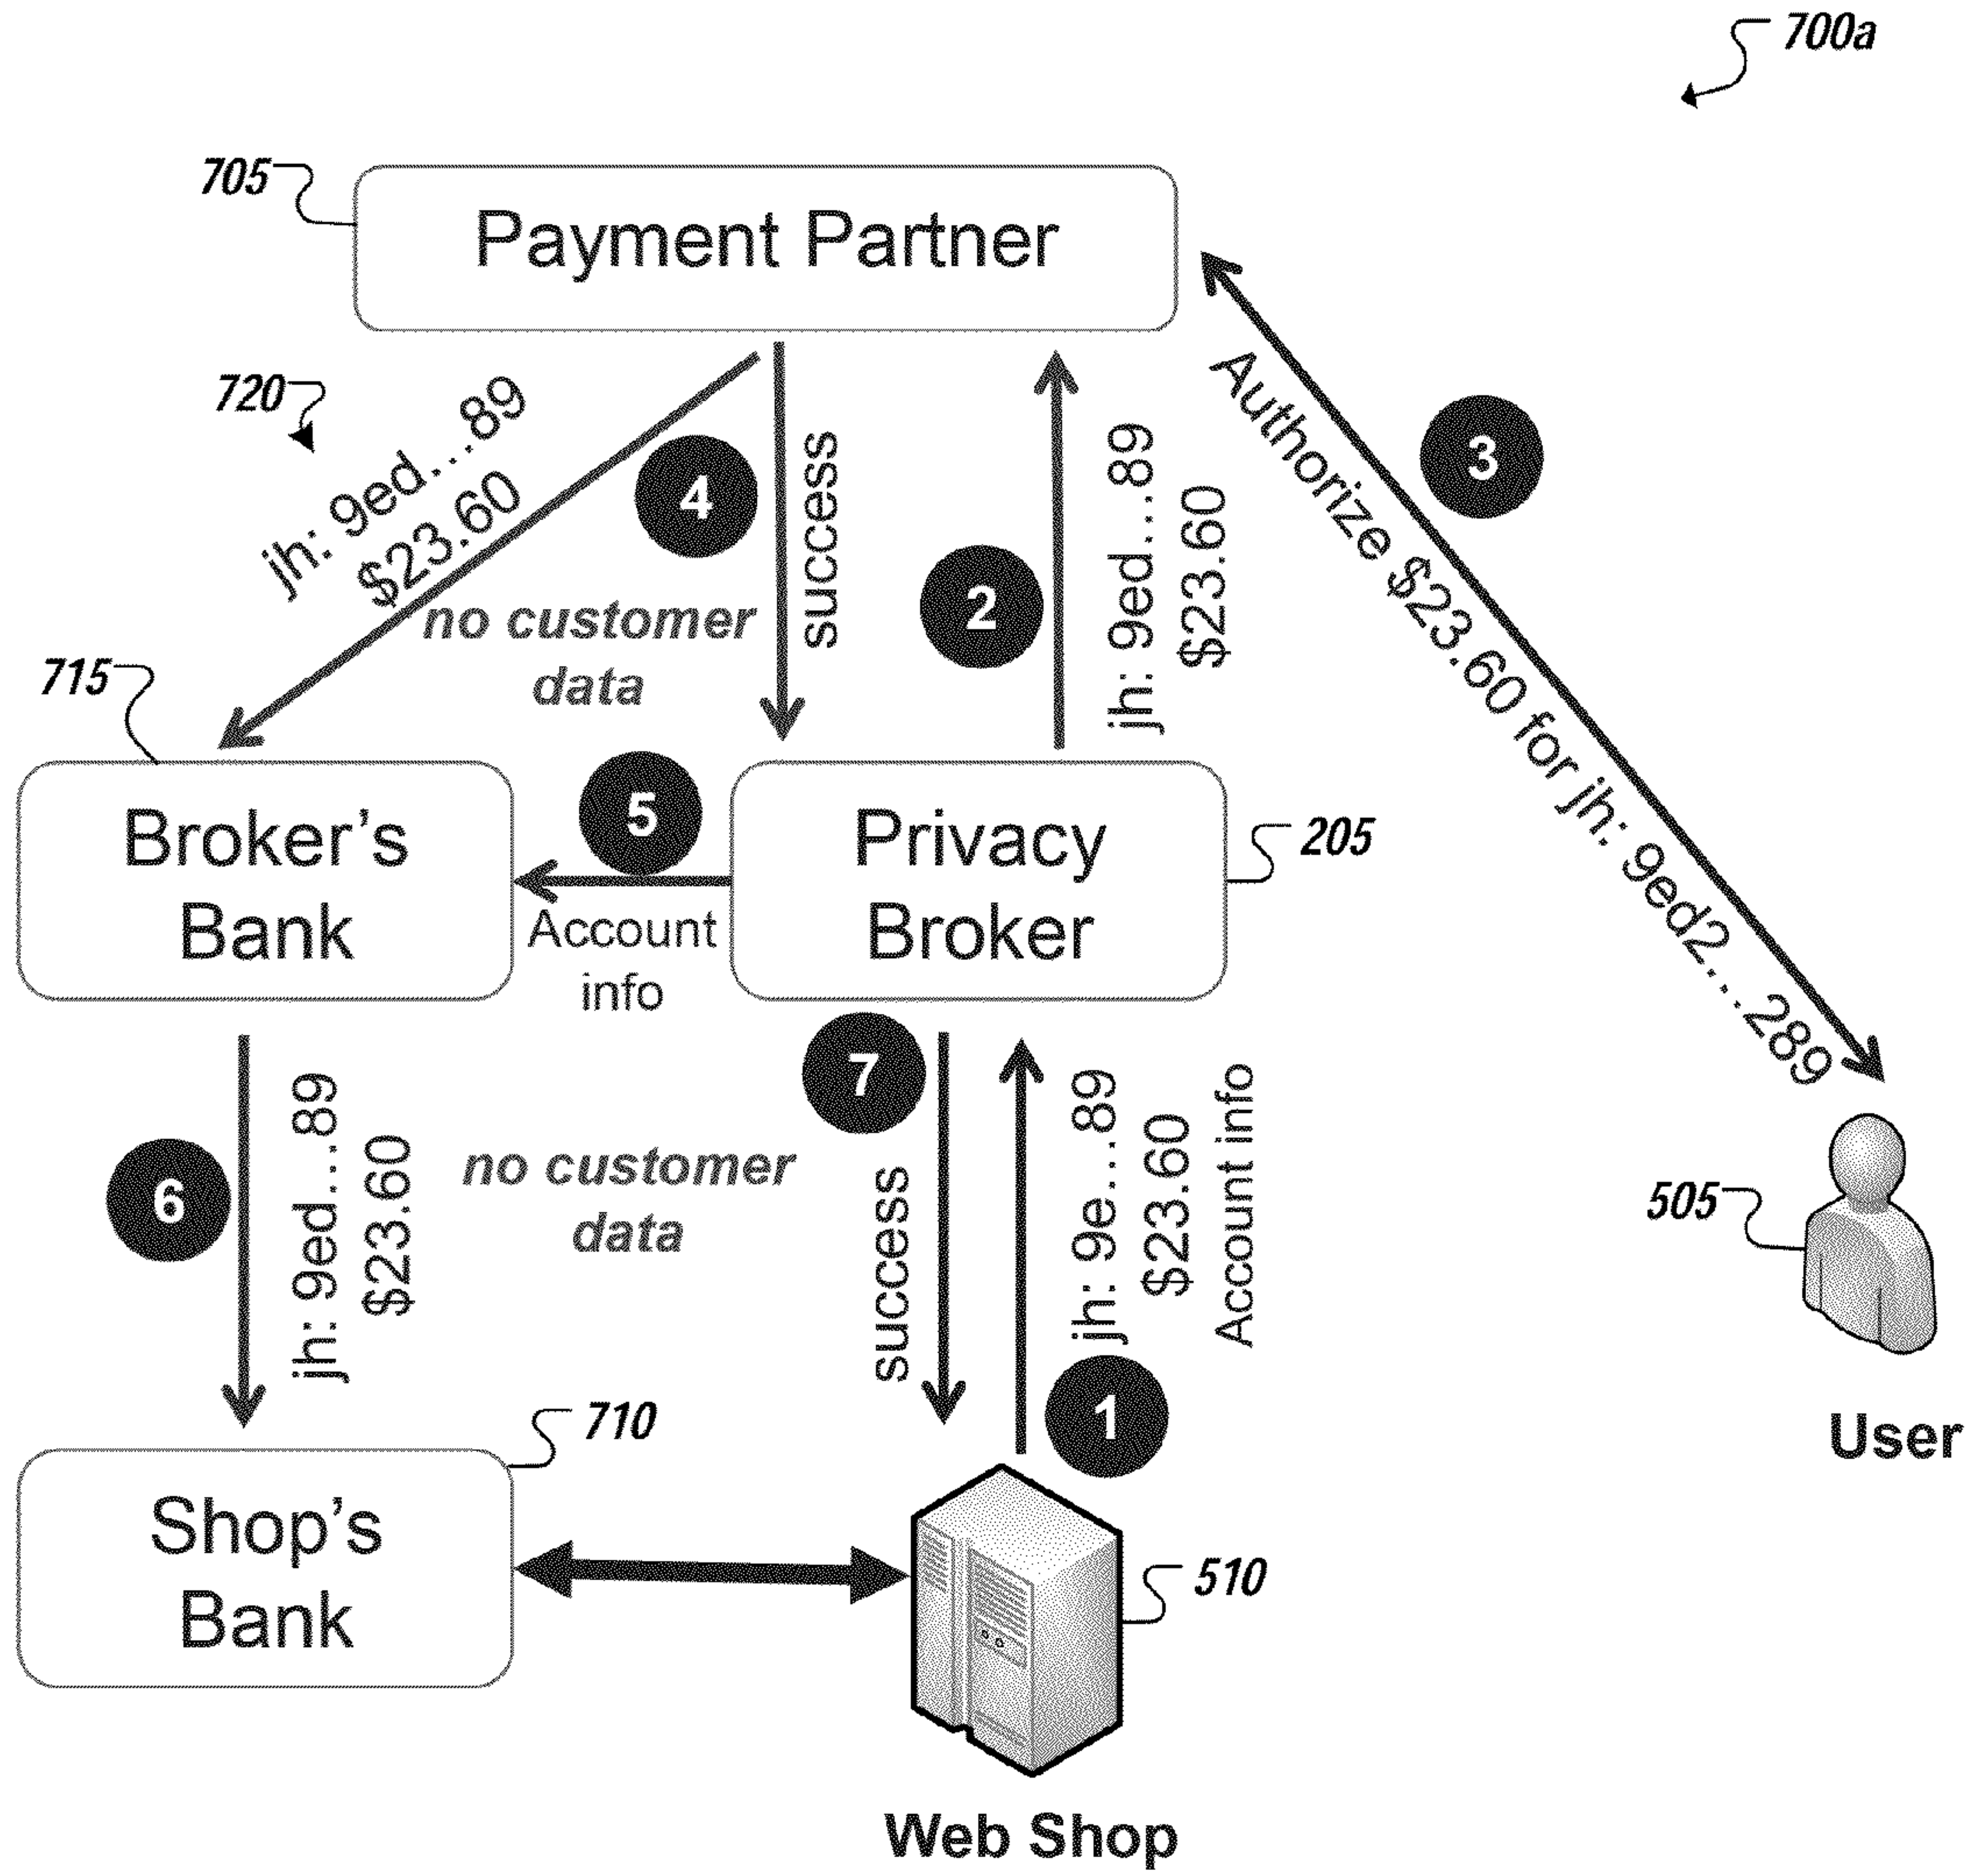 700a
705
Payment Partner
720
jh: 9ed...89
$23.60
4
success
2
jh: 9ed...89
$23.60
3
Authorize $23.60 for jh: 9ed2...289
no customer
data
715
Broker's
Bank
5
Account
info
Privacy
Broker
205
6
jh: 9ed...89
$23.60
no customer
data
7
success
1
jh: 9e...89
$23.60
Account info
505
User
710
Shop's
Bank
510
Web Shop